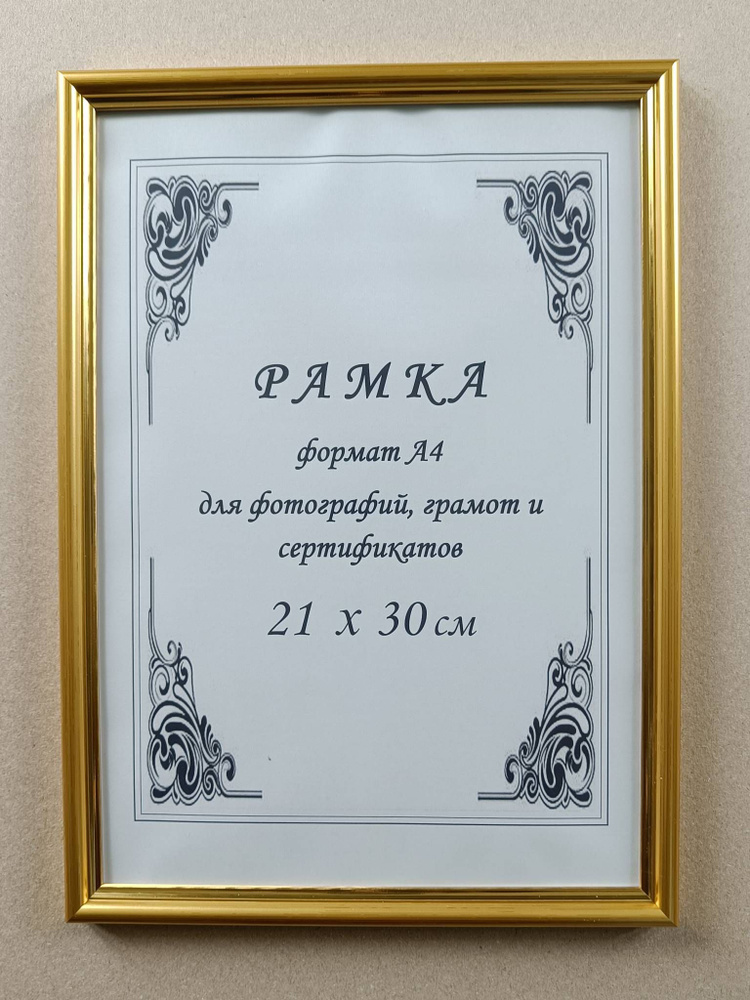 РАМКА
формат А4
для фотографий, грамот и
сертификатов
21 х 30 см